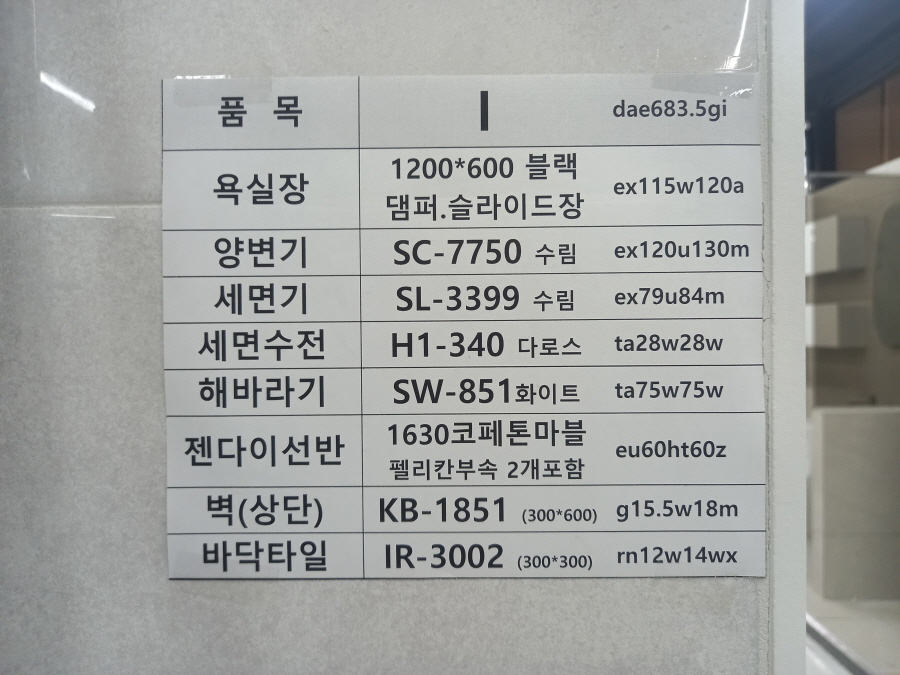 품 목 I dae683.5gi
욕실장 1200*600 블랙 댐퍼.슬라이드장 ex115w120a
양변기 SC-7750 수림 ex120u130m
세면기 SL-3399 수림 ex79u84m
세면수전 H1-340 다로스 ta28w28w
해바라기 SW-851화이트 ta75w75w
젠다이선반 1630코페톤마블 펠리칸부속 2개포함 eu60ht60z
벽(상단) KB-1851 (300*600) g15.5w18m
바닥타일 IR-3002 (300*300) rn12w14wx